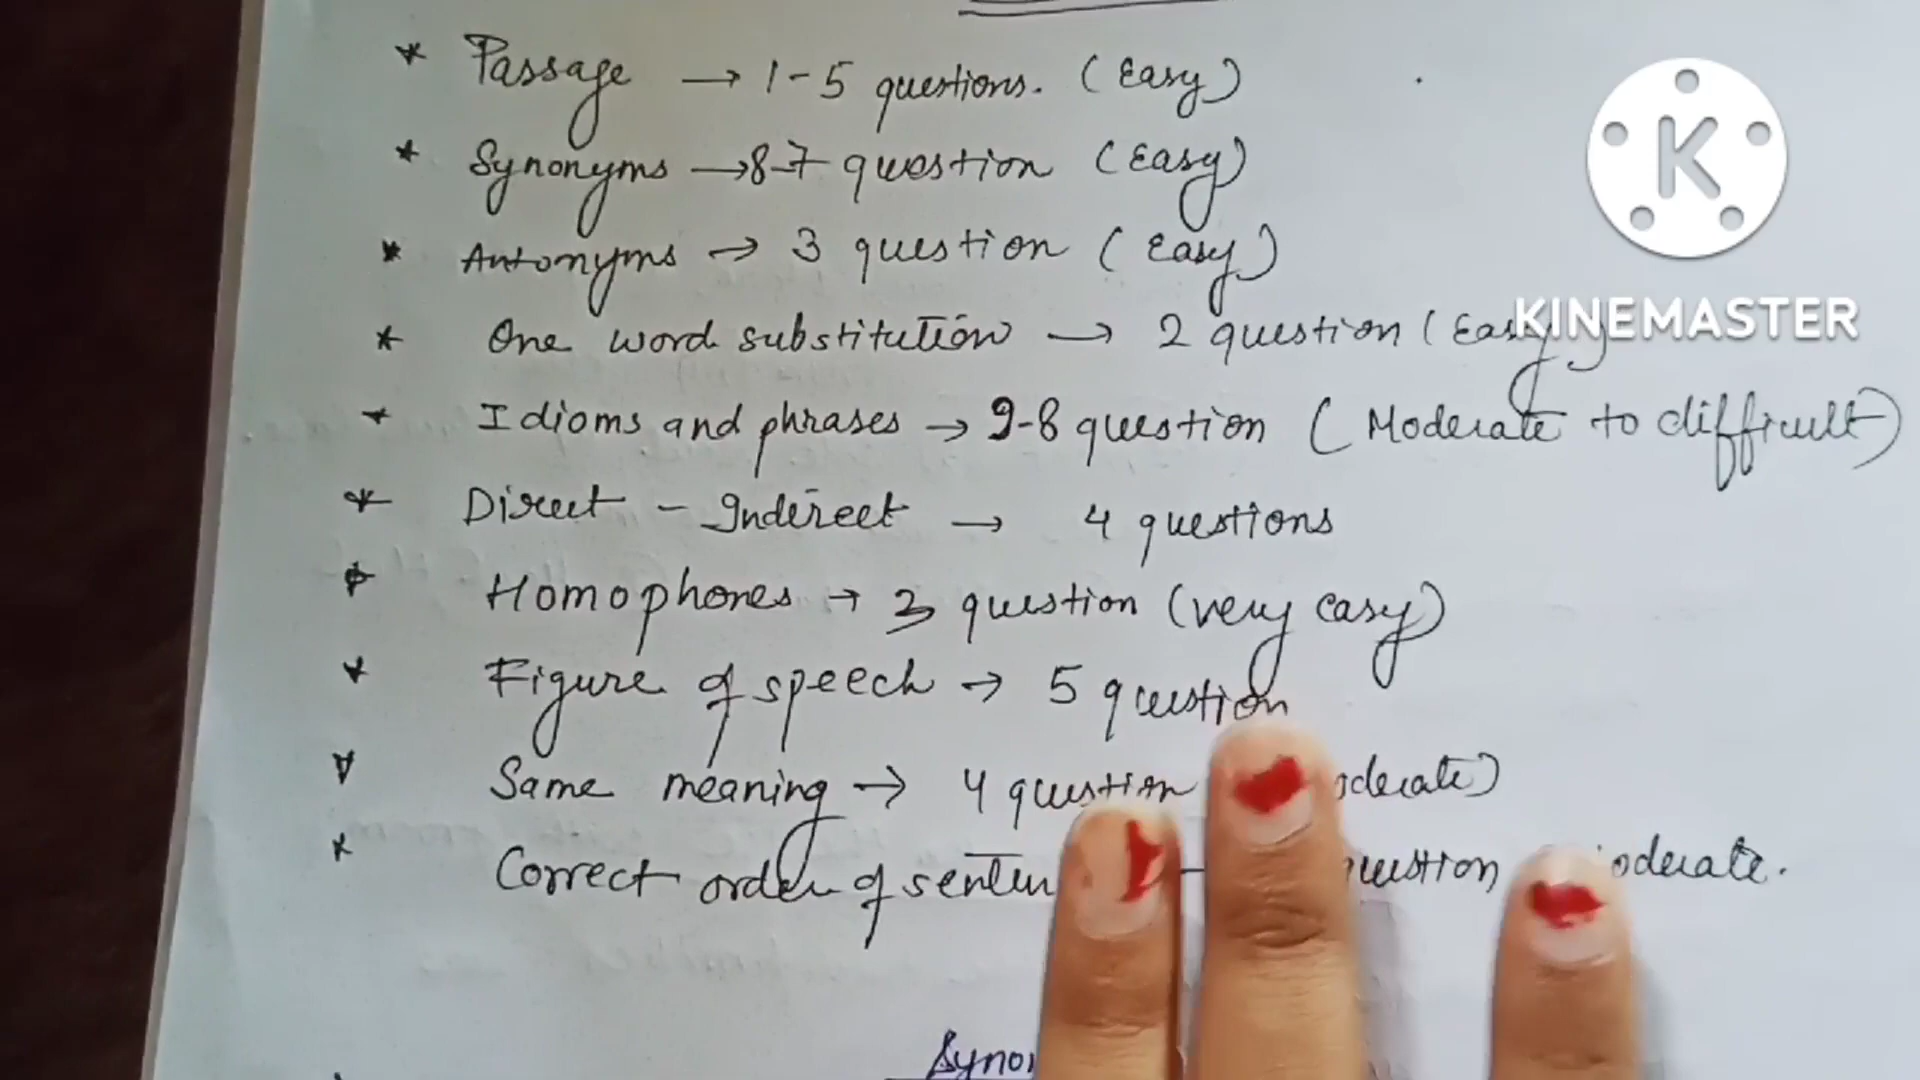 * Passage → 1-5 questions. (Easy)
* Synonyms → 8-7 question (Easy)
* Antonyms → 3 question (Easy)
* One word substitution → 2 question (Easy)
* Idioms and phrases → 9-8 question (Moderate to difficult)
* Direct - Indirect → 4 questions
* Homophones → 3 question (very easy)
* Figure of speech → 5 question
* Same meaning → 4 question
* Correct order of question
K
KINEMASTER